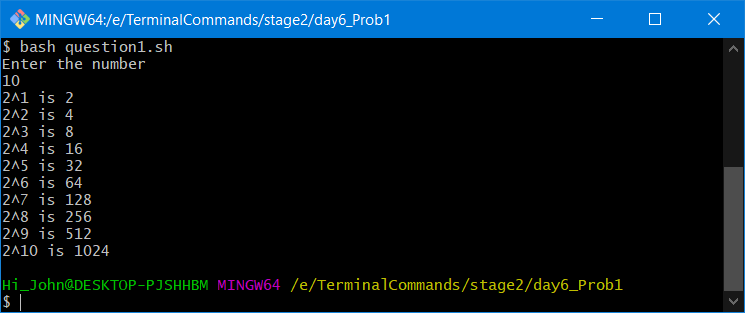 MINGW64:/e/TerminalCommands/stage2/day6_Prob1
$ bash question1.sh
Enter the number
10
2^1 is 2
2^2 is 4
2^3 is 8
2^4 is 16
2^5 is 32
2^6 is 64
2^7 is 128
2^8 is 256
2^9 is 512
2^10 is 1024
Hi_John@DESKTOP-PJSHHBM MINGW64 /e/TerminalCommands/stage2/day6_Prob1
$